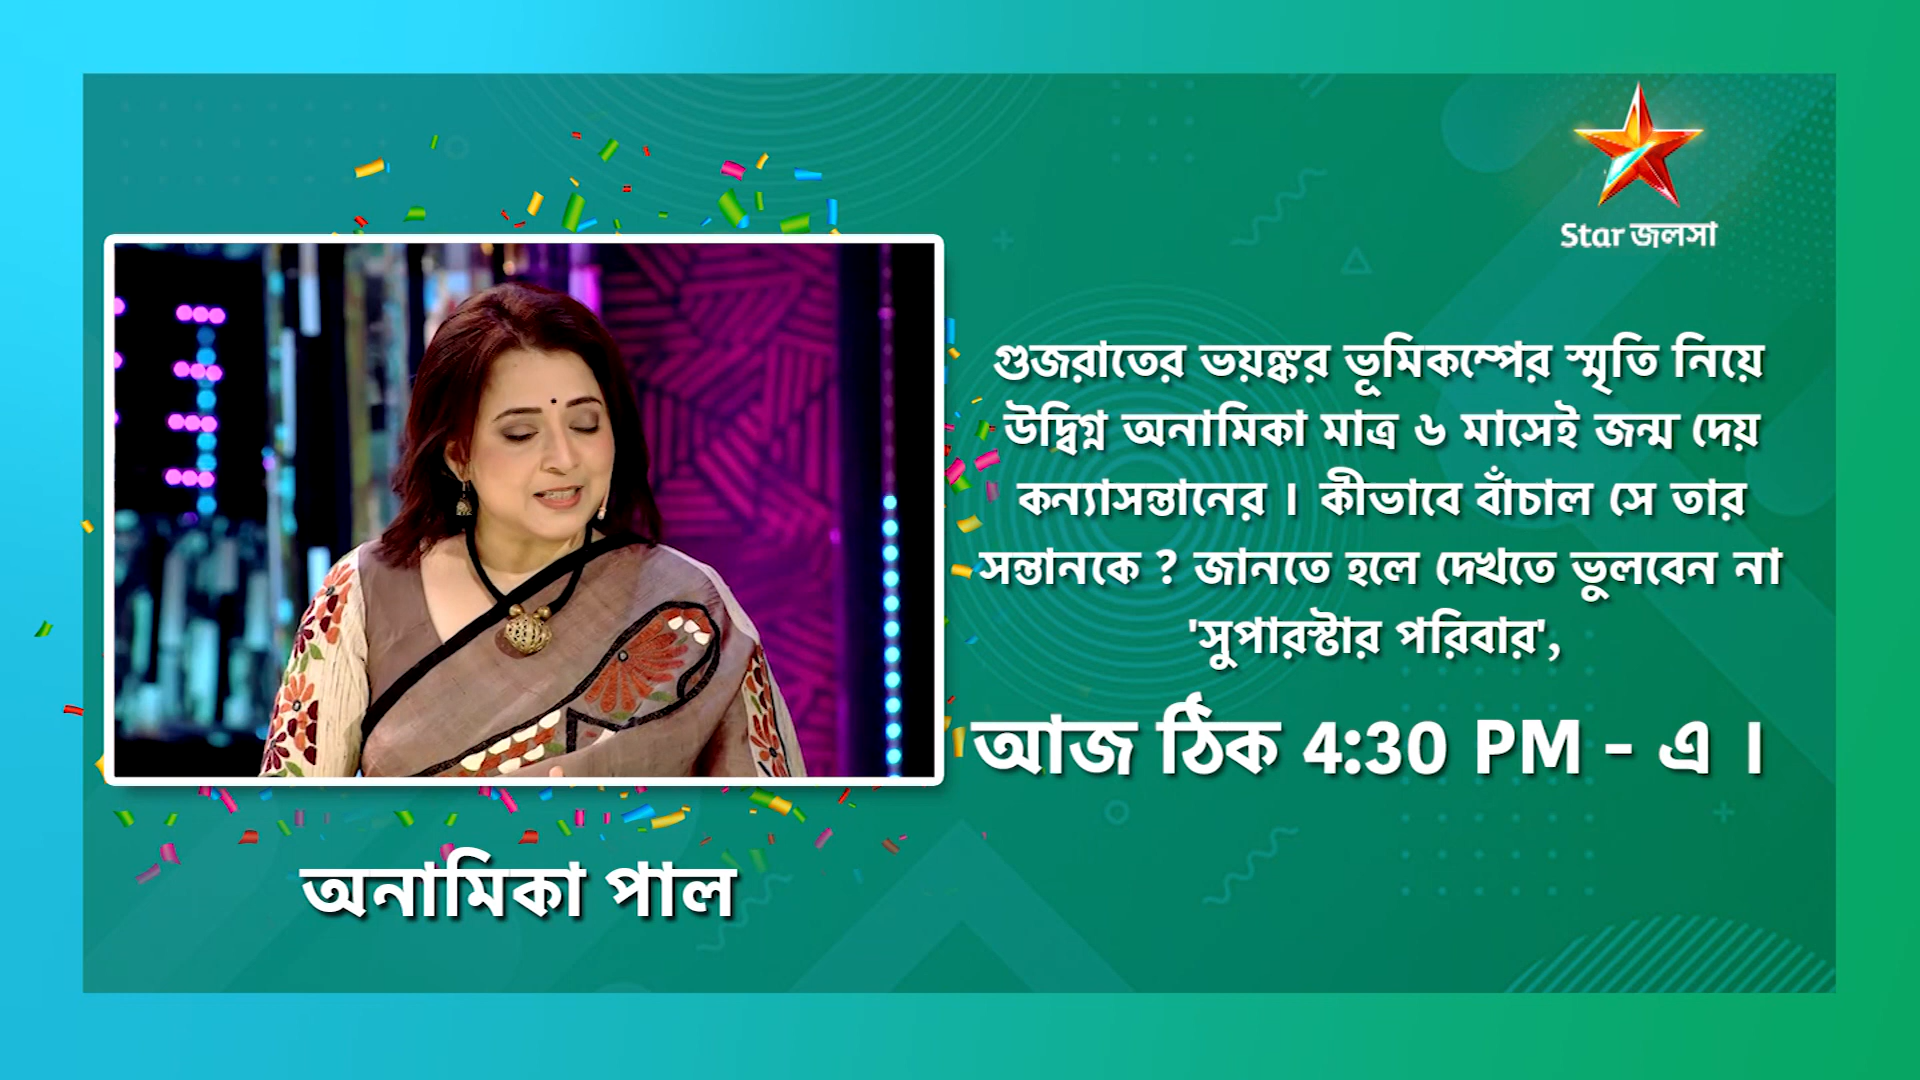 Star জলসা
গুজরাতের ভয়ঙ্কর ভূমিকম্পের স্মৃতি নিয়ে
উদ্বিগ্ন অনামিকা মাত্র ৬ মাসেই জন্ম দেয়
কন্যাসন্তানের । কীভাবে বাঁচাল সে তার
সন্তানকে ? জানতে হলে দেখতে ভুলবেন না
'সুপারস্টার পরিবার',
আজ ঠিক 4:30 PM - এ ।
অনামিকা পাল